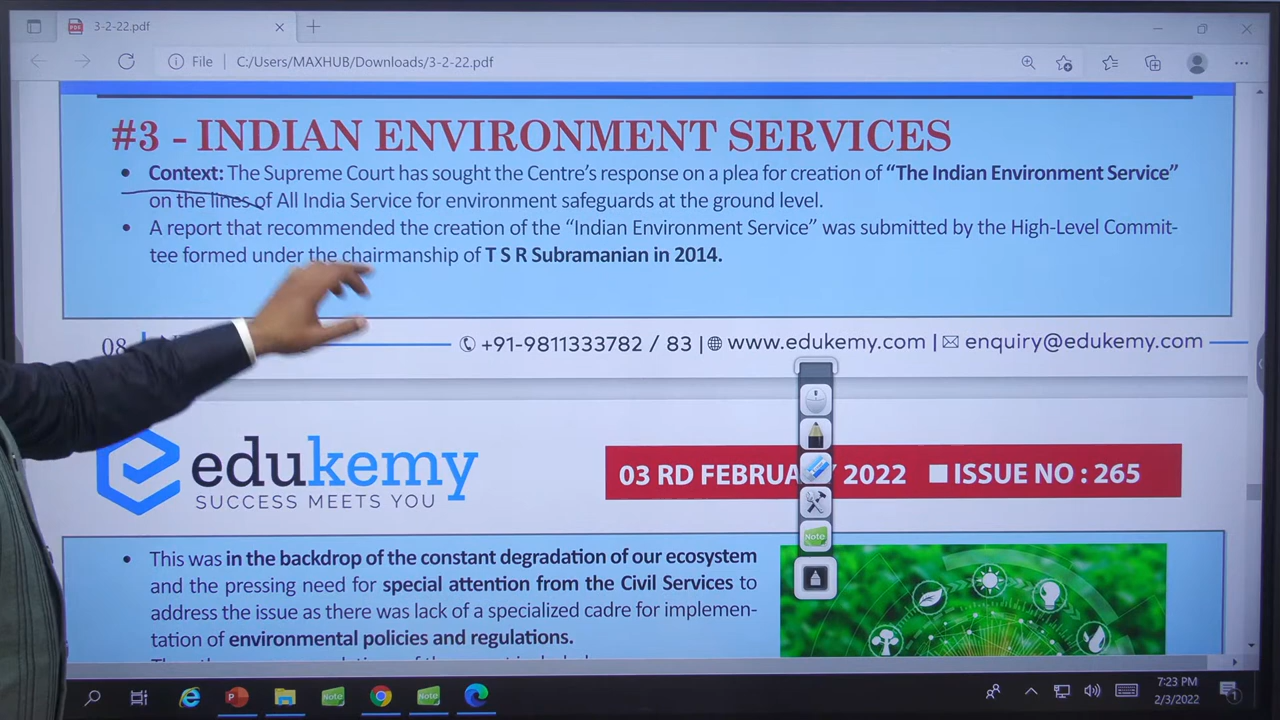 3-2-22.pdf
File C:/Users/MAXHUB/Downloads/3-2-22.pdf
#3 - INDIAN ENVIRONMENT SERVICES
• Context: The Supreme Court has sought the Centre's response on a plea for creation of “The Indian Environment Service”
on the lines of All India Service for environment safeguards at the ground level.
• A report that recommended the creation of the “Indian Environment Service” was submitted by the High-Level Commit-
tee formed under the chairmanship of T S R Subramanian in 2014.
08 +91-9811333782 / 83 | www.edukemy.com | enquiry@edukemy.com
edukemy
SUCCESS MEETS YOU
03 RD FEBRUARY 2022 ■ ISSUE NO : 265
• This was in the backdrop of the constant degradation of our ecosystem
and the pressing need for special attention from the Civil Services to
address the issue as there was lack of a specialized cadre for implemen-
tation of environmental policies and regulations.
Note
Note
Note
7:23 PM
2/3/2022